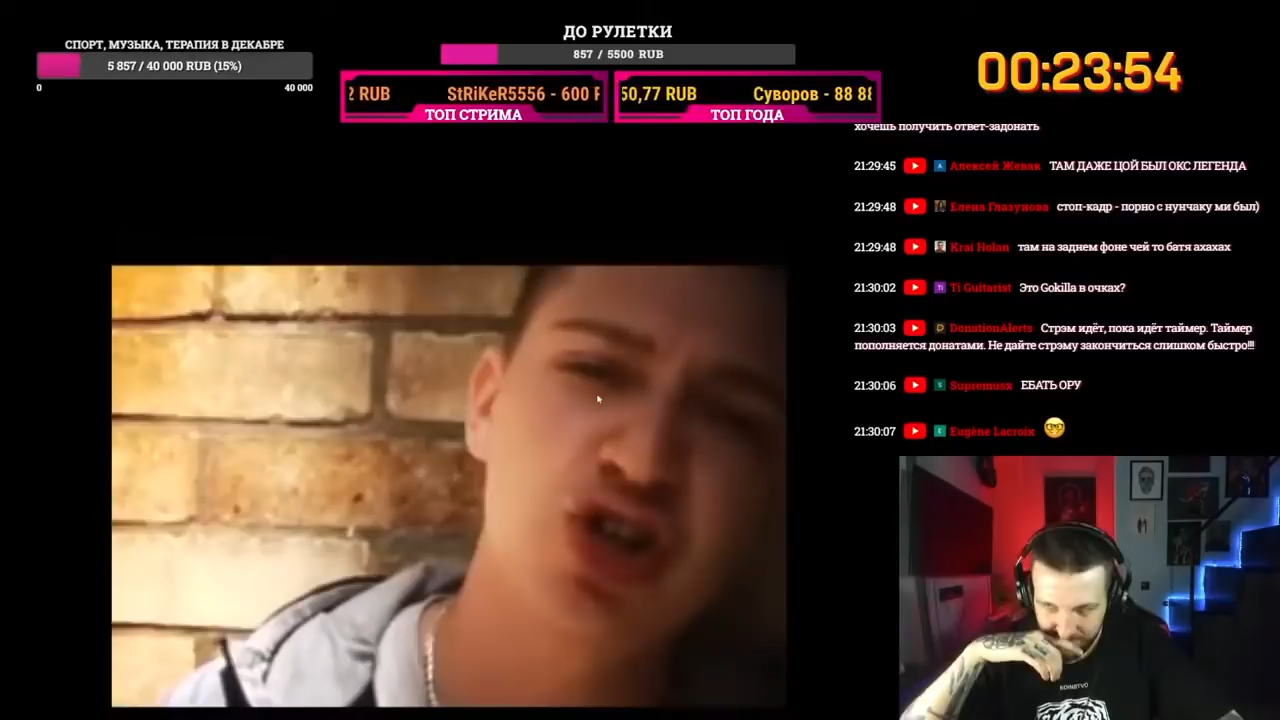 СПОРТ, МУЗЫКА, ТЕРАПИЯ В ДЕКАБРЕ
5 857 / 40 000 RUB (15%)
0 40 000
ДО РУЛЕТКИ
857 / 5500 RUB
2 RUB StRiKeR5556 - 600
ТОП СТРИМА
50,77 RUB Суворов - 88 88
ТОП ГОДА
00:23:54
хочешь получить ответ-задонать
21:29:45 Алексей Жевак ТАМ ДАЖЕ ЦОЙ БЫЛ ОКС ЛЕГЕНДА
21:29:48 Елена Глазунова стоп-кадр - порно с нунчаку ми был)
21:29:48 Krai Holan там на заднем фоне чей то батя ахахах
21:30:02 Ti Guitarist Это Gokilla в очках?
21:30:03 DonationAlerts Стрэм идёт, пока идёт таймер. Таймер
пополняется донатами. Не дайте стрэму закончиться слишком быстро!!!
21:30:06 Supremusx ЕБАТЬ ОРУ
21:30:07 Eugène Lacroix